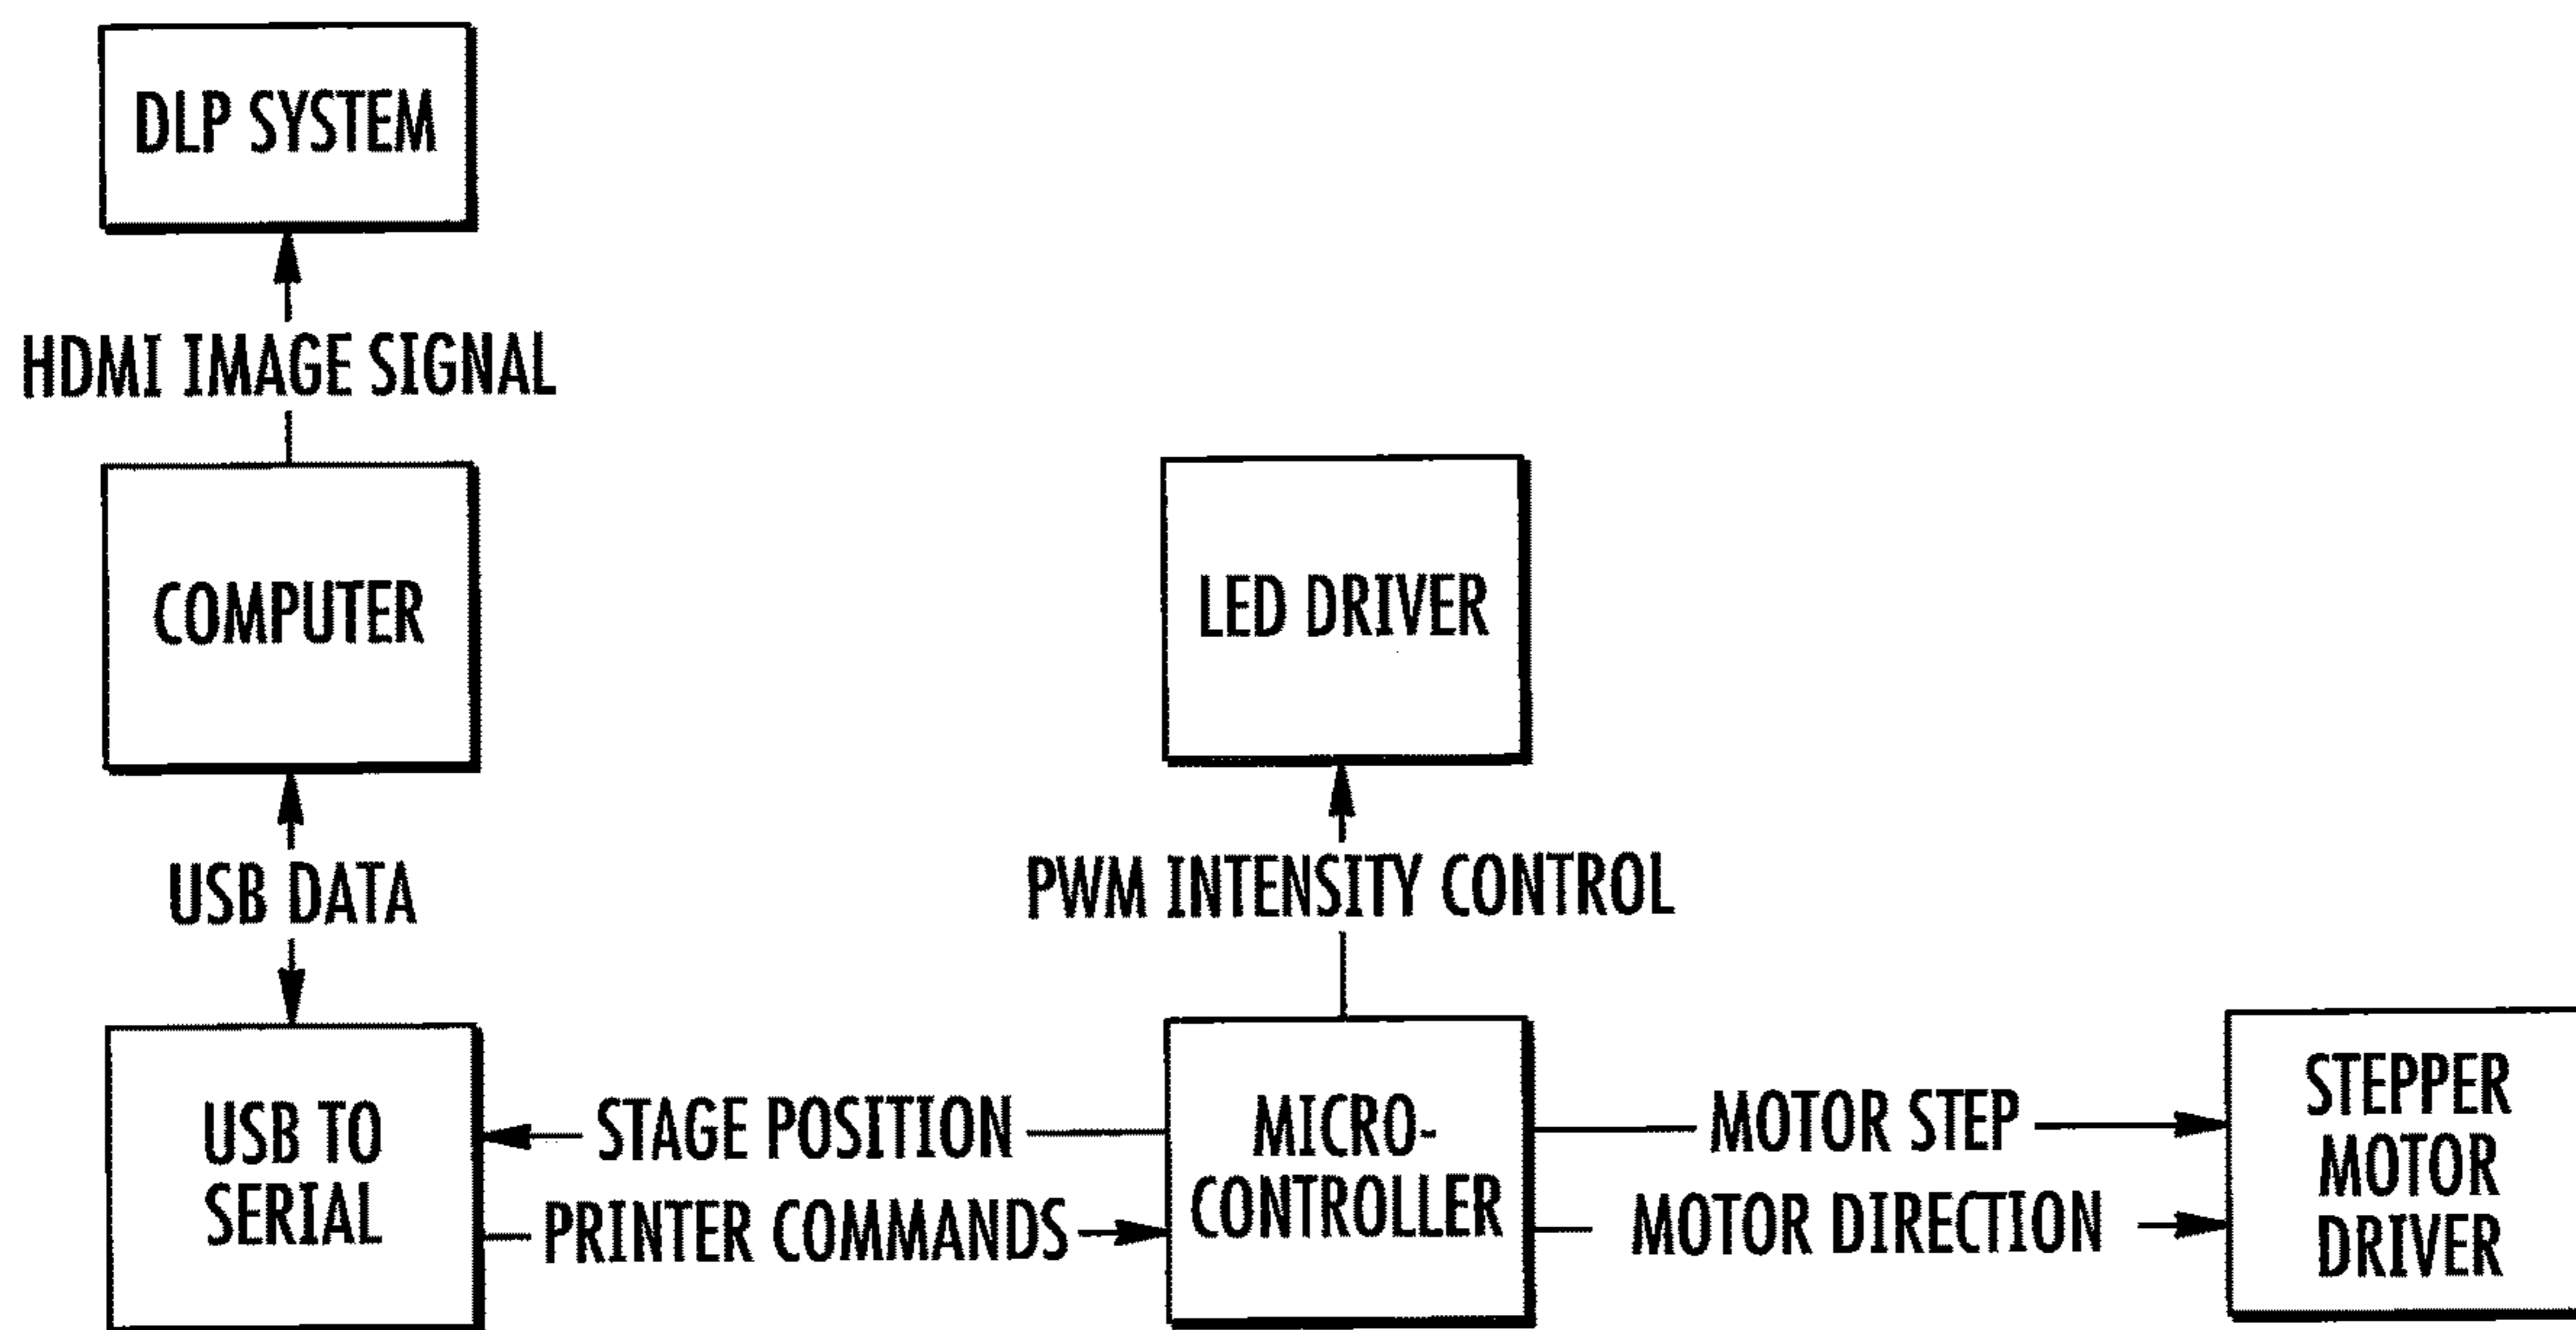 DLP SYSTEM
HDMI IMAGE SIGNAL
COMPUTER
LED DRIVER
USB DATA
PWM INTENSITY CONTROL
USB TO
SERIAL
STAGE POSITION
PRINTER COMMANDS
MICRO-
CONTROLLER
MOTOR STEP
MOTOR DIRECTION
STEPPER
MOTOR
DRIVER